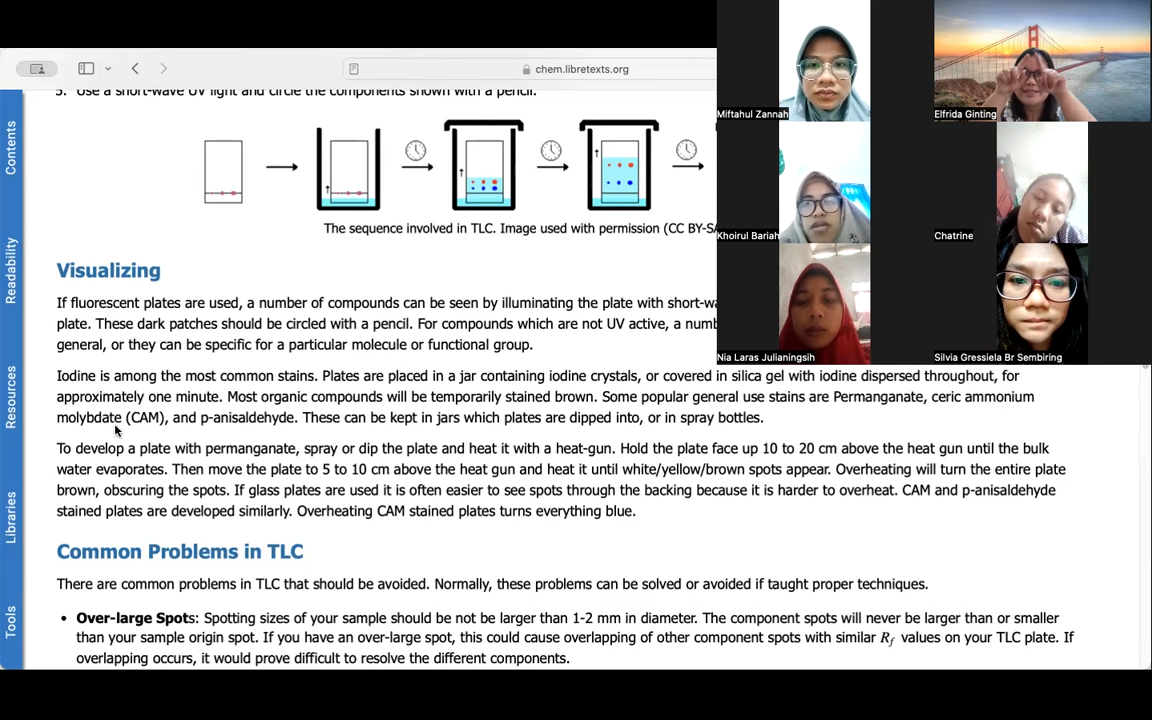 chem.libretexts.org
Contents
Readability
Resources
Libraries
Tools
5. Use a short-wave UV light and circle the components shown with a pencil.
The sequence involved in TLC. Image used with permission (CC BY-SA
Visualizing
If fluorescent plates are used, a number of compounds can be seen by illuminating the plate with short-wa
plate. These dark patches should be circled with a pencil. For compounds which are not UV active, a numb
general, or they can be specific for a particular molecule or functional group.
Iodine is among the most common stains. Plates are placed in a jar containing iodine crystals, or covered in silica gel with iodine dispersed throughout, for
approximately one minute. Most organic compounds will be temporarily stained brown. Some popular general use stains are Permanganate, ceric ammonium
molybdate (CAM), and p-anisaldehyde. These can be kept in jars which plates are dipped into, or in spray bottles.
To develop a plate with permanganate, spray or dip the plate and heat it with a heat-gun. Hold the plate face up 10 to 20 cm above the heat gun until the bulk
water evaporates. Then move the plate to 5 to 10 cm above the heat gun and heat it until white/yellow/brown spots appear. Overheating will turn the entire plate
brown, obscuring the spots. If glass plates are used it is often easier to see spots through the backing because it is harder to overheat. CAM and p-anisaldehyde
stained plates are developed similarly. Overheating CAM stained plates turns everything blue.
Common Problems in TLC
There are common problems in TLC that should be avoided. Normally, these problems can be solved or avoided if taught proper techniques.
• Over-large Spots: Spotting sizes of your sample should be not be larger than 1-2 mm in diameter. The component spots will never be larger than or smaller
than your sample origin spot. If you have an over-large spot, this could cause overlapping of other component spots with similar Rf values on your TLC plate. If
overlapping occurs, it would prove difficult to resolve the different components.
Miftahul Zannah
Elfrida Ginting
Khoirul Bariah
Chatrine
Nia Laras Julianingsih
Silvia Gressiela Br Sembiring